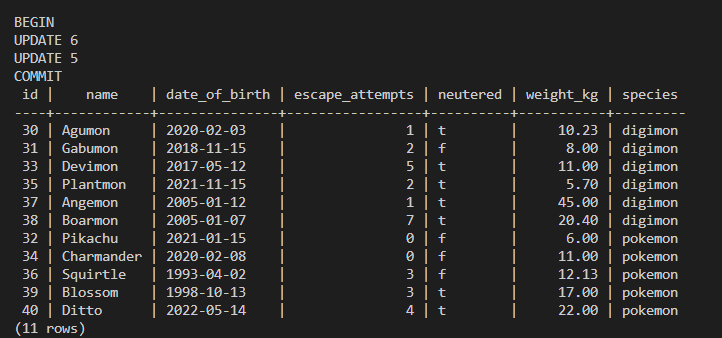 BEGIN
UPDATE 6
UPDATE 5
COMMIT
 id |    name    | date_of_birth | escape_attempts | neutered | weight_kg | species
----+------------+---------------+-----------------+----------+-----------+---------
 30 | Agumon     | 2020-02-03    |               1 | t        |     10.23 | digimon
 31 | Gabumon    | 2018-11-15    |               2 | f        |      8.00 | digimon
 33 | Devimon    | 2017-05-12    |               5 | t        |     11.00 | digimon
 35 | Plantmon   | 2021-11-15    |               2 | t        |      5.70 | digimon
 37 | Angemon    | 2005-01-12    |               1 | t        |     45.00 | digimon
 38 | Boarmon    | 2005-01-07    |               7 | t        |     20.40 | digimon
 32 | Pikachu    | 2021-01-15    |               0 | f        |      6.00 | pokemon
 34 | Charmander | 2020-02-08    |               0 | f        |     11.00 | pokemon
 36 | Squirtle   | 1993-04-02    |               3 | f        |     12.13 | pokemon
 39 | Blossom    | 1998-10-13    |               3 | t        |     17.00 | pokemon
 40 | Ditto      | 2022-05-14    |               4 | t        |     22.00 | pokemon
(11 rows)